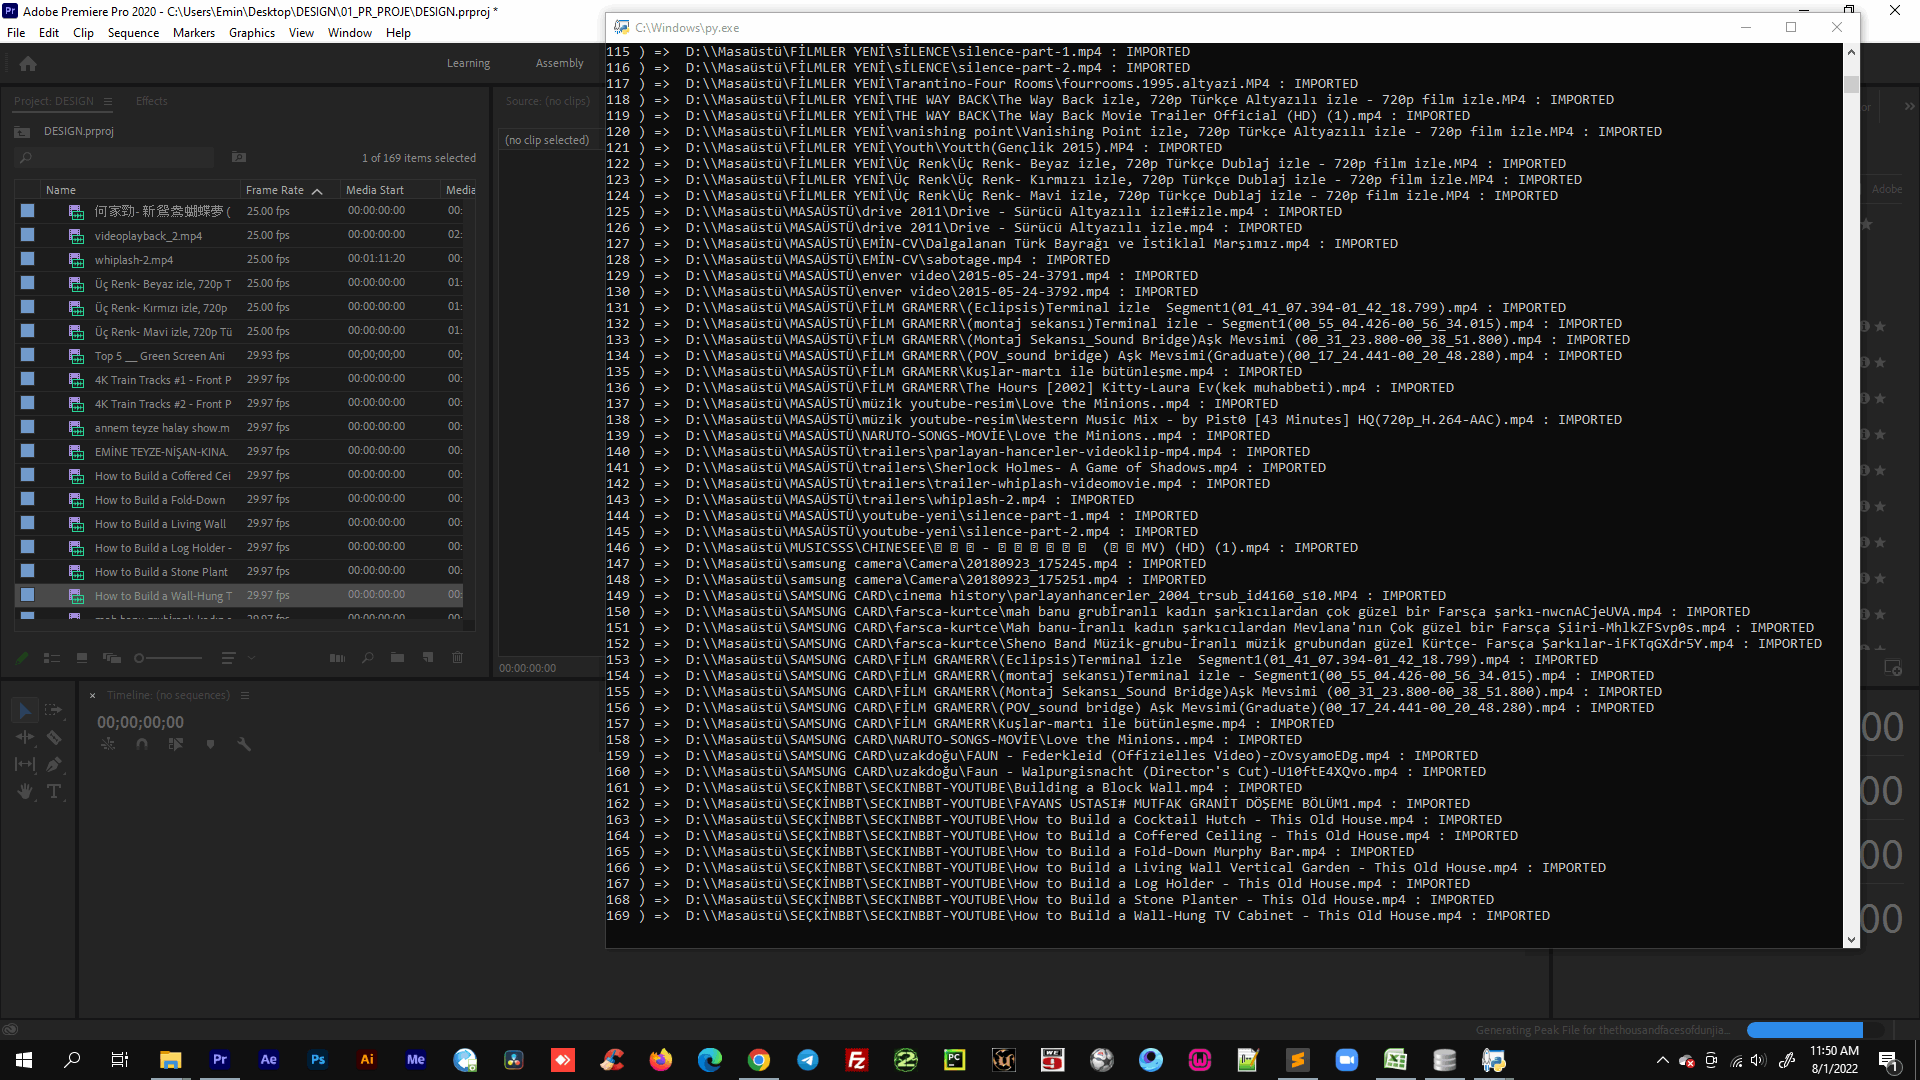 Adobe Premiere Pro 2020 - C:\Users\Emin\Desktop\DESIGN\01_PR_PROJE\DESIGN.prproj *
File Edit Clip Sequence Markers Graphics View Window Help
Learning Assembly
Project: DESIGN
Effects
DESIGN.prproj
1 of 169 items selected
Name Frame Rate Media Start Media
何家勁- 新鴛鴦蝴蝶夢 ( 25.00 fps 00:00:00:00 00:
videoplayback_2.mp4 25.00 fps 00:00:00:00 02:
whiplash-2.mp4 25.00 fps 00:01:11:20 00:
Üç Renk- Beyaz izle, 720p T 25.00 fps 00:00:00:00 01:
Üç Renk- Kırmızı izle, 720p 25.00 fps 00:00:00:00 01:
Üç Renk- Mavi izle, 720p Tü 25.00 fps 00:00:00:00 01:
Top 5 __ Green Screen Ani 29.93 fps 00;00;00;00 00;
4K Train Tracks #1 - Front P 29.97 fps 00:00:00:00 00:
4K Train Tracks #2 - Front P 29.97 fps 00:00:00:00 00:
annem teyze halay show.m 29.97 fps 00:00:00:00 00:
EMİNE TEYZE-NİŞAN-KINA. 29.97 fps 00:00:00:00 00:
How to Build a Coffered Cei 29.97 fps 00:00:00:00 00:
How to Build a Fold-Down 29.97 fps 00:00:00:00 00:
How to Build a Living Wall 29.97 fps 00:00:00:00 00:
How to Build a Log Holder - 29.97 fps 00:00:00:00 00:
How to Build a Stone Plant 29.97 fps 00:00:00:00 00:
How to Build a Wall-Hung T 29.97 fps 00:00:00:00 00:
Source: (no clips)
(no clip selected)
00:00:00:00
× Timeline: (no sequences)
00;00;00;00
C:\Windows\py.exe
115 ) => D:\\Masaüstü\FİLMLER YENİ\sİLENCE\silence-part-1.mp4 : IMPORTED
116 ) => D:\\Masaüstü\FİLMLER YENİ\sİLENCE\silence-part-2.mp4 : IMPORTED
117 ) => D:\\Masaüstü\FİLMLER YENİ\Tarantino-Four Rooms\fourrooms.1995.altyazi.MP4 : IMPORTED
118 ) => D:\\Masaüstü\FİLMLER YENİ\THE WAY BACK\The Way Back izle, 720p Türkçe Altyazılı izle - 720p film izle.MP4 : IMPORTED
119 ) => D:\\Masaüstü\FİLMLER YENİ\THE WAY BACK\The Way Back Movie Trailer Official (HD) (1).mp4 : IMPORTED
120 ) => D:\\Masaüstü\FİLMLER YENİ\vanishing point\Vanishing Point izle, 720p Türkçe Altyazılı izle - 720p film izle.MP4 : IMPORTED
121 ) => D:\\Masaüstü\FİLMLER YENİ\Youth\Youtth(Gençlik 2015).MP4 : IMPORTED
122 ) => D:\\Masaüstü\FİLMLER YENİ\Üç Renk\Üç Renk- Beyaz izle, 720p Türkçe Dublaj izle - 720p film izle.MP4 : IMPORTED
123 ) => D:\\Masaüstü\FİLMLER YENİ\Üç Renk\Üç Renk- Kırmızı izle, 720p Türkçe Dublaj izle - 720p film izle.MP4 : IMPORTED
124 ) => D:\\Masaüstü\FİLMLER YENİ\Üç Renk\Üç Renk- Mavi izle, 720p Türkçe Dublaj izle - 720p film izle.MP4 : IMPORTED
125 ) => D:\\Masaüstü\MASAÜSTÜ\drive 2011\Drive - Sürücü Altyazılı izle#izle.mp4 : IMPORTED
126 ) => D:\\Masaüstü\MASAÜSTÜ\drive 2011\Drive - Sürücü Altyazılı izle.mp4 : IMPORTED
127 ) => D:\\Masaüstü\MASAÜSTÜ\EMİN-CV\Dalgalanan Türk Bayrağı ve İstiklal Marşımız.mp4 : IMPORTED
128 ) => D:\\Masaüstü\MASAÜSTÜ\EMİN-CV\sabotage.mp4 : IMPORTED
129 ) => D:\\Masaüstü\MASAÜSTÜ\enver video\2015-05-24-3791.mp4 : IMPORTED
130 ) => D:\\Masaüstü\MASAÜSTÜ\enver video\2015-05-24-3792.mp4 : IMPORTED
131 ) => D:\\Masaüstü\MASAÜSTÜ\FİLM GRAMERR\(Eclipsis)Terminal izle  Segment1(01_41_07.394-01_42_18.799).mp4 : IMPORTED
132 ) => D:\\Masaüstü\MASAÜSTÜ\FİLM GRAMERR\(montaj sekansı)Terminal izle - Segment1(00_55_04.426-00_56_34.015).mp4 : IMPORTED
133 ) => D:\\Masaüstü\MASAÜSTÜ\FİLM GRAMERR\(Montaj Sekansı_Sound Bridge)Aşk Mevsimi (00_31_23.800-00_38_51.800).mp4 : IMPORTED
134 ) => D:\\Masaüstü\MASAÜSTÜ\FİLM GRAMERR\(POV_sound bridge) Aşk Mevsimi(Graduate)(00_17_24.441-00_20_48.280).mp4 : IMPORTED
135 ) => D:\\Masaüstü\MASAÜSTÜ\FİLM GRAMERR\Kuşlar-martı ile bütünleşme.mp4 : IMPORTED
136 ) => D:\\Masaüstü\MASAÜSTÜ\FİLM GRAMERR\The Hours [2002] Kitty-Laura Ev(kek muhabbeti).mp4 : IMPORTED
137 ) => D:\\Masaüstü\MASAÜSTÜ\müzik youtube-resim\Love the Minions..mp4 : IMPORTED
138 ) => D:\\Masaüstü\MASAÜSTÜ\müzik youtube-resim\Western Music Mix - by Pist0 [43 Minutes] HQ(720p_H.264-AAC).mp4 : IMPORTED
139 ) => D:\\Masaüstü\MASAÜSTÜ\NARUTO-SONGS-MOVİE\Love the Minions..mp4 : IMPORTED
140 ) => D:\\Masaüstü\MASAÜSTÜ\trailers\parlayan-hancerler-videoklip-mp4.mp4 : IMPORTED
141 ) => D:\\Masaüstü\MASAÜSTÜ\trailers\Sherlock Holmes- A Game of Shadows.mp4 : IMPORTED
142 ) => D:\\Masaüstü\MASAÜSTÜ\trailers\trailer-whiplash-videomovie.mp4 : IMPORTED
143 ) => D:\\Masaüstü\MASAÜSTÜ\trailers\whiplash-2.mp4 : IMPORTED
144 ) => D:\\Masaüstü\MASAÜSTÜ\youtube-yeni\silence-part-1.mp4 : IMPORTED
145 ) => D:\\Masaüstü\MASAÜSTÜ\youtube-yeni\silence-part-2.mp4 : IMPORTED
146 ) => D:\\Masaüstü\MUSICSSS\CHINESEE\ - ( MV) (HD) (1).mp4 : IMPORTED
147 ) => D:\\Masaüstü\samsung camera\Camera\20180923_175245.mp4 : IMPORTED
148 ) => D:\\Masaüstü\samsung camera\Camera\20180923_175251.mp4 : IMPORTED
149 ) => D:\\Masaüstü\SAMSUNG CARD\cinema history\parlayanhancerler_2004_trsub_id4160_s10.MP4 : IMPORTED
150 ) => D:\\Masaüstü\SAMSUNG CARD\farsca-kurtce\mah banu grubİranlı kadın şarkıcılardan çok güzel bir Farsça şarkı-nwcnACjeUVA.mp4 : IMPORTED
151 ) => D:\\Masaüstü\SAMSUNG CARD\farsca-kurtce\Mah banu-İranlı kadın şarkıcılardan Mevlana'nın Çok güzel bir Farsça Şiiri-MhlkZFSvp0s.mp4 : IMPORTED
152 ) => D:\\Masaüstü\SAMSUNG CARD\farsca-kurtce\Sheno Band Müzik-grubu-İranlı müzik grubundan güzel Kürtçe- Farsça Şarkılar-iFKTqGXdr5Y.mp4 : IMPORTED
153 ) => D:\\Masaüstü\SAMSUNG CARD\FİLM GRAMERR\(Eclipsis)Terminal izle  Segment1(01_41_07.394-01_42_18.799).mp4 : IMPORTED
154 ) => D:\\Masaüstü\SAMSUNG CARD\FİLM GRAMERR\(montaj sekansı)Terminal izle - Segment1(00_55_04.426-00_56_34.015).mp4 : IMPORTED
155 ) => D:\\Masaüstü\SAMSUNG CARD\FİLM GRAMERR\(Montaj Sekansı_Sound Bridge)Aşk Mevsimi (00_31_23.800-00_38_51.800).mp4 : IMPORTED
156 ) => D:\\Masaüstü\SAMSUNG CARD\FİLM GRAMERR\(POV_sound bridge) Aşk Mevsimi(Graduate)(00_17_24.441-00_20_48.280).mp4 : IMPORTED
157 ) => D:\\Masaüstü\SAMSUNG CARD\FİLM GRAMERR\Kuşlar-martı ile bütünleşme.mp4 : IMPORTED
158 ) => D:\\Masaüstü\SAMSUNG CARD\NARUTO-SONGS-MOVİE\Love the Minions..mp4 : IMPORTED
159 ) => D:\\Masaüstü\SAMSUNG CARD\uzakdoğu\FAUN - Federkleid (Offizielles Video)-zOvsyamoEDg.mp4 : IMPORTED
160 ) => D:\\Masaüstü\SAMSUNG CARD\uzakdoğu\Faun - Walpurgisnacht (Director's Cut)-U10ftE4XQvo.mp4 : IMPORTED
161 ) => D:\\Masaüstü\SEÇKİNBBT\SECKINBBT-YOUTUBE\Building a Block Wall.mp4 : IMPORTED
162 ) => D:\\Masaüstü\SEÇKİNBBT\SECKINBBT-YOUTUBE\FAYANS USTASI# MUTFAK GRANİT DÖŞEME BÖLÜM1.mp4 : IMPORTED
163 ) => D:\\Masaüstü\SEÇKİNBBT\SECKINBBT-YOUTUBE\How to Build a Cocktail Hutch - This Old House.mp4 : IMPORTED
164 ) => D:\\Masaüstü\SEÇKİNBBT\SECKINBBT-YOUTUBE\How to Build a Coffered Ceiling - This Old House.mp4 : IMPORTED
165 ) => D:\\Masaüstü\SEÇKİNBBT\SECKINBBT-YOUTUBE\How to Build a Fold-Down Murphy Bar.mp4 : IMPORTED
166 ) => D:\\Masaüstü\SEÇKİNBBT\SECKINBBT-YOUTUBE\How to Build a Living Wall Vertical Garden - This Old House.mp4 : IMPORTED
167 ) => D:\\Masaüstü\SEÇKİNBBT\SECKINBBT-YOUTUBE\How to Build a Log Holder - This Old House.mp4 : IMPORTED
168 ) => D:\\Masaüstü\SEÇKİNBBT\SECKINBBT-YOUTUBE\How to Build a Stone Planter - This Old House.mp4 : IMPORTED
169 ) => D:\\Masaüstü\SEÇKİNBBT\SECKINBBT-YOUTUBE\How to Build a Wall-Hung TV Cabinet - This Old House.mp4 : IMPORTED
Adobe
00
00
00
00
Generating Peak File for thethousandfacesofdunjia...
Pr Ae Ps Ai Me
11:50 AM
8/1/2022